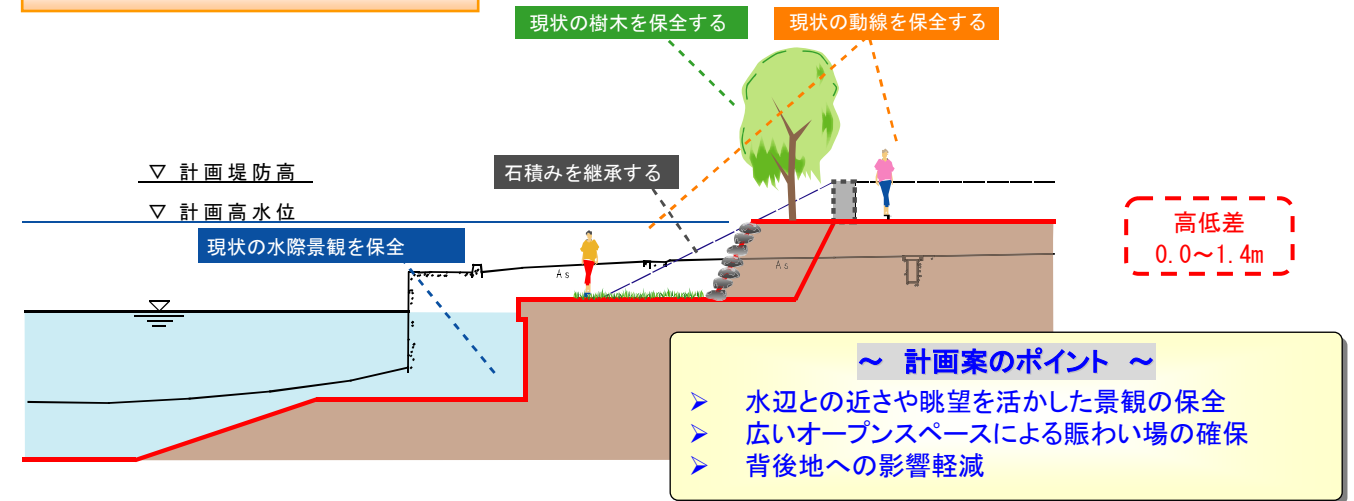 現状の樹木を保全する
現状の動線を保全する
石積みを継承する
▽ 計画堤防高
▽ 計画高水位
現状の水際景観を保全
高低差
0.0～1.4m
As
As
～ 計画案のポイント ～
➢ 水辺との近さや眺望を活かした景観の保全
➢ 広いオープンスペースによる賑わい場の確保
➢ 背後地への影響軽減